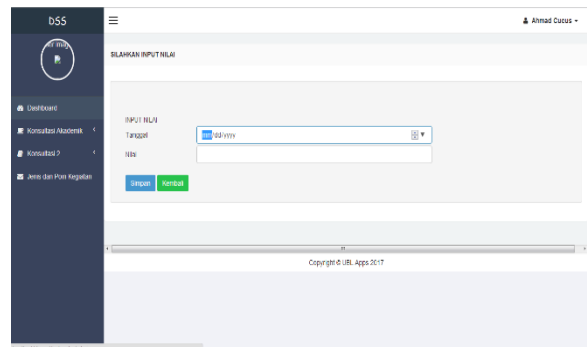 bSS
Ahmad Cucus
SILAHKAN INPUT NILAI
Dashboard
Konsultasi Akademik
Konsultasi 2
Jenis dan Poin Kegiatan
INPUT NILAI
Tanggal
mm/dd/yyyy
Nilai
Simpan
Kembali
Copyright © UBL Apps 2017